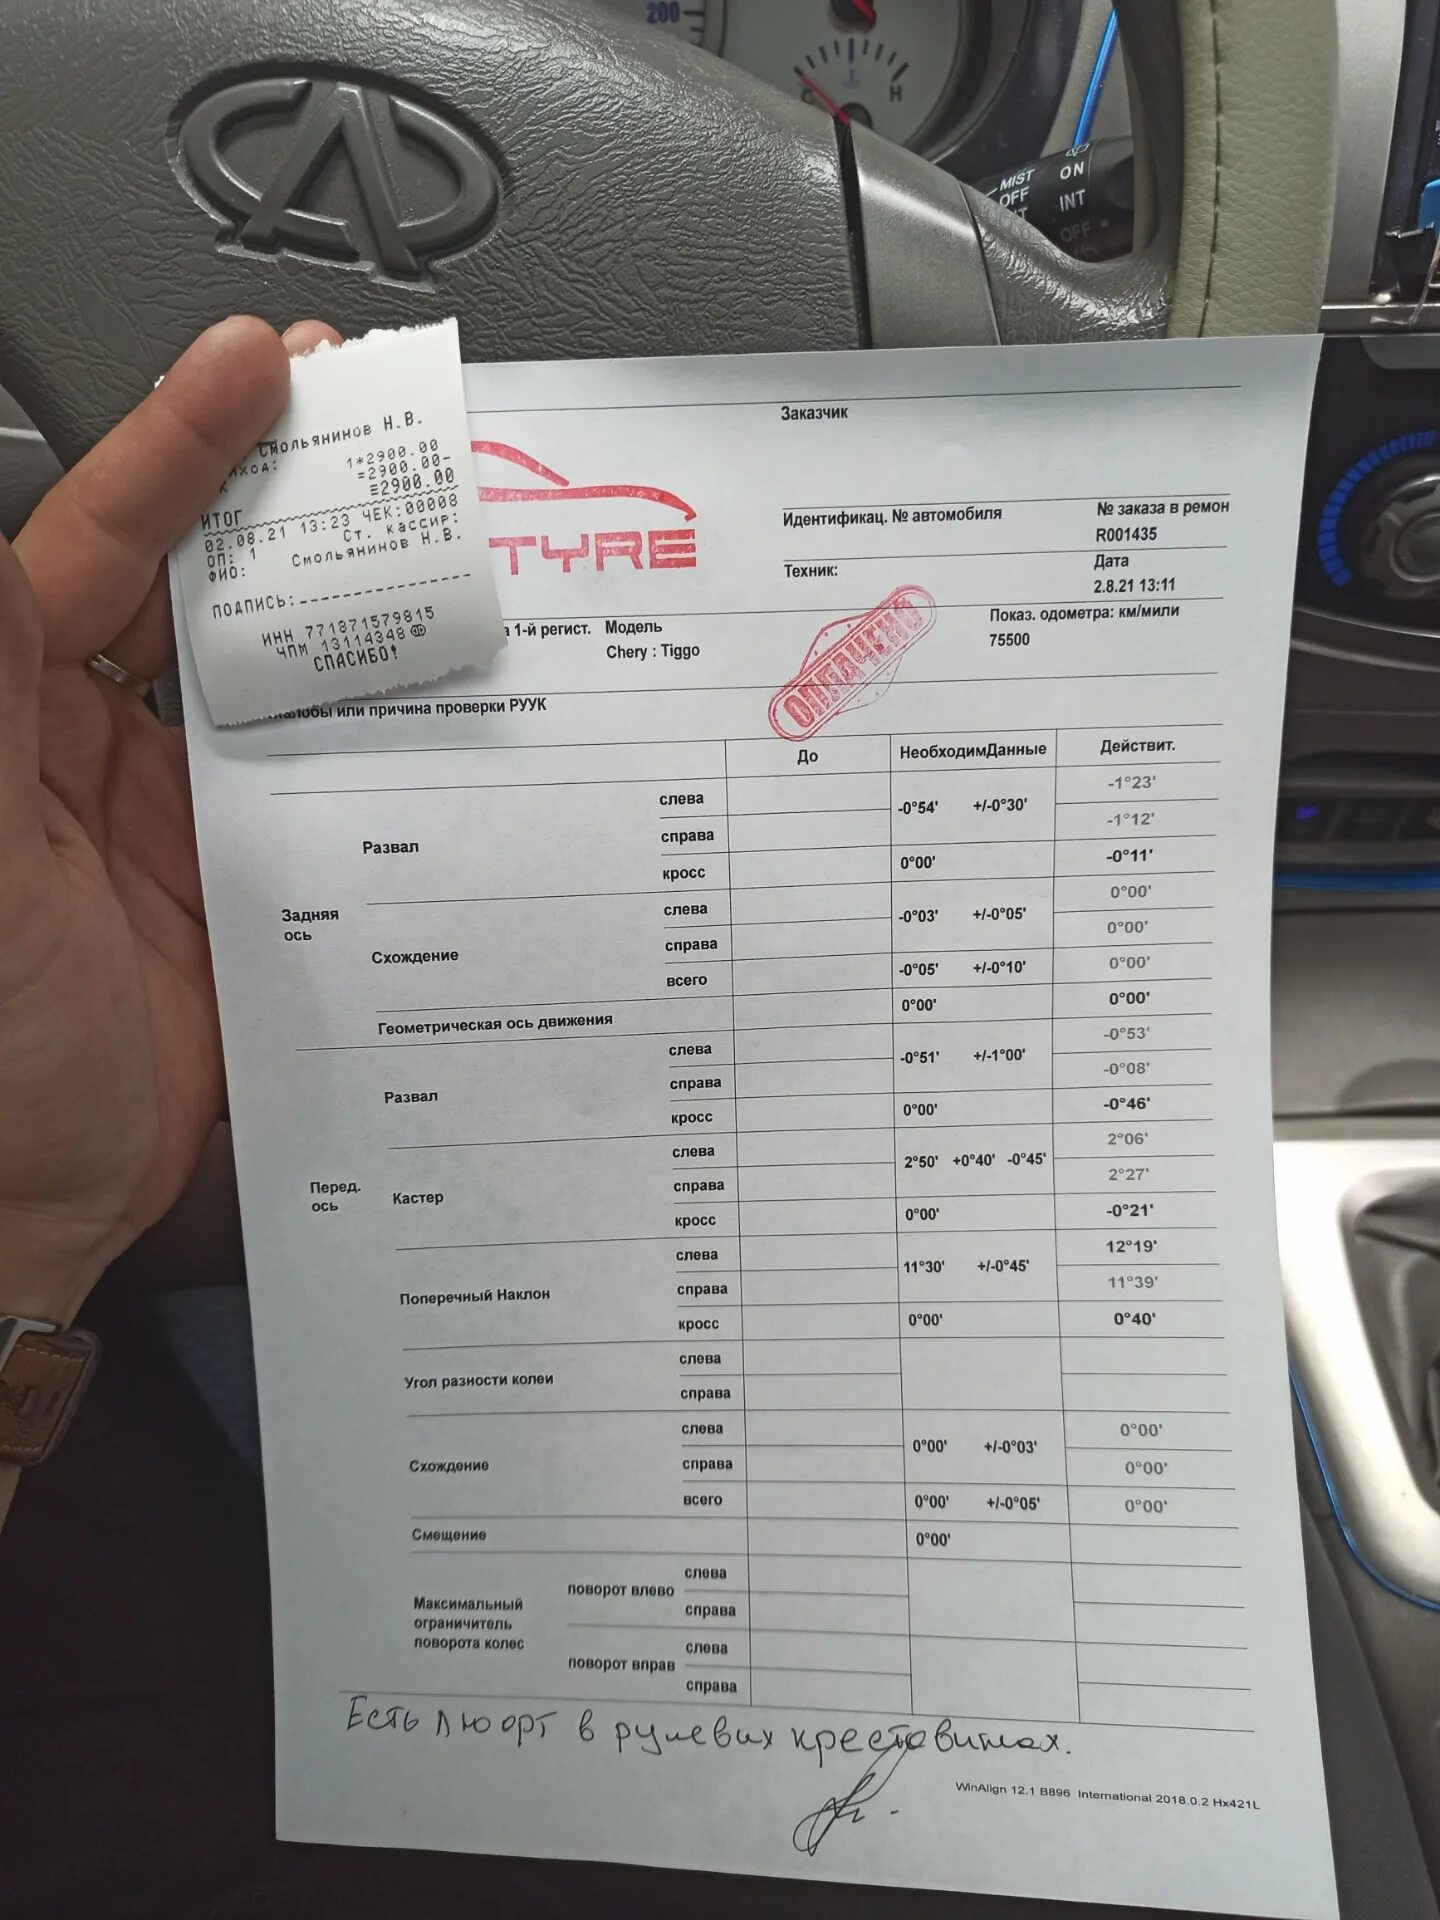 200
C H
MIST ON
OFF INT
OFF
Смольянинов Н.В.
1*2900.00
=2900.00-
ИТОГ ≡2900.00
02.08.21 13:23 ЧЕК:00008
ОП: 1 Ст. кассир:
ФИО: Смольянинов Н.В.
ПОДПИСЬ:
ИНН 771871579815
ЧПМ 13114348
СПАСИБО!
TYRE
Заказчик
Идентификац. № автомобиля № заказа в ремон
R001435
Техник: Дата
2.8.21 13:11
1-й регист. Модель Показ. одометра: км/мили
Chery : Tiggo 75500
ОПЛАЧЕНО
или причина проверки РУУК
До НеобходимДанные Действит.
Задняя ось
Развал слева -0°54' +/-0°30' -1°23'
справа -1°12'
кросс 0°00' -0°11'
Схождение слева -0°03' +/-0°05' 0°00'
справа 0°00'
всего -0°05' +/-0°10' 0°00'
Геометрическая ось движения 0°00' 0°00'
Перед. ось
Развал слева -0°51' +/-1°00' -0°53'
справа -0°08'
кросс 0°00' -0°46'
Кастер слева 2°50' +0°40' -0°45' 2°06'
справа 2°27'
кросс 0°00' -0°21'
Поперечный Наклон слева 11°30' +/-0°45' 12°19'
справа 11°39'
кросс 0°00' 0°40'
Угол разности колеи слева
справа
Схождение слева 0°00' +/-0°03' 0°00'
справа 0°00'
всего 0°00' +/-0°05' 0°00'
Смещение 0°00'
Максимальный ограничитель поворота колес
поворот влево слева
справа
поворот вправ слева
справа
Есть люфт в рулевых крестовинах.
WinAlign 12.1 B896 International 2018.0.2 Hx421L